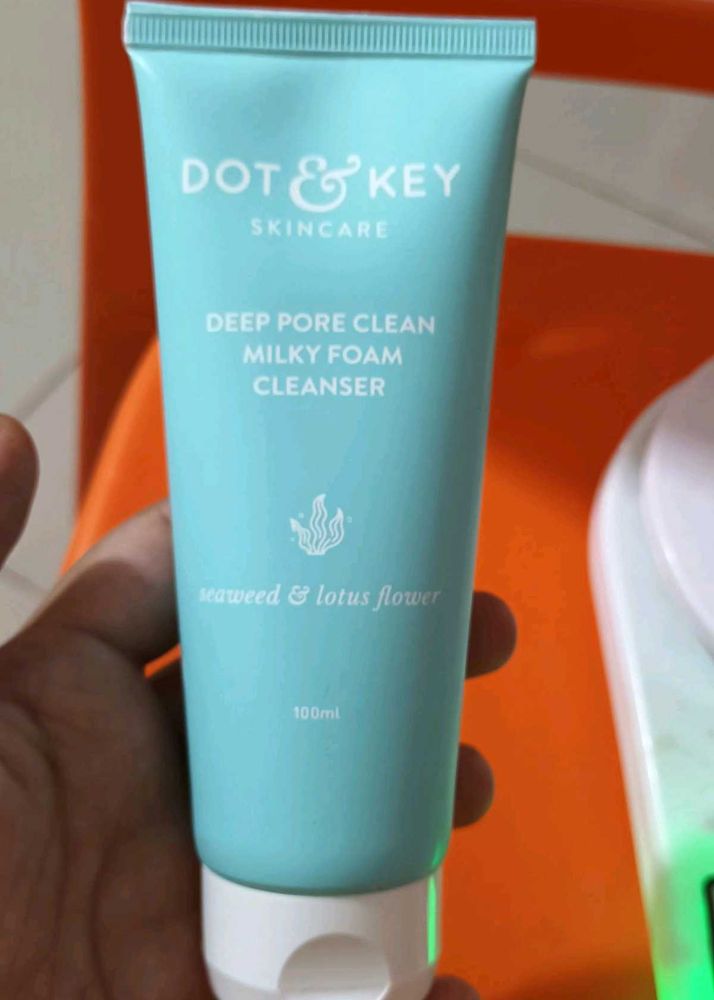 DOT & KEY
SKINCARE
DEEP PORE CLEAN
MILKY FOAM
CLEANSER
seaweed & lotus flower
100ml